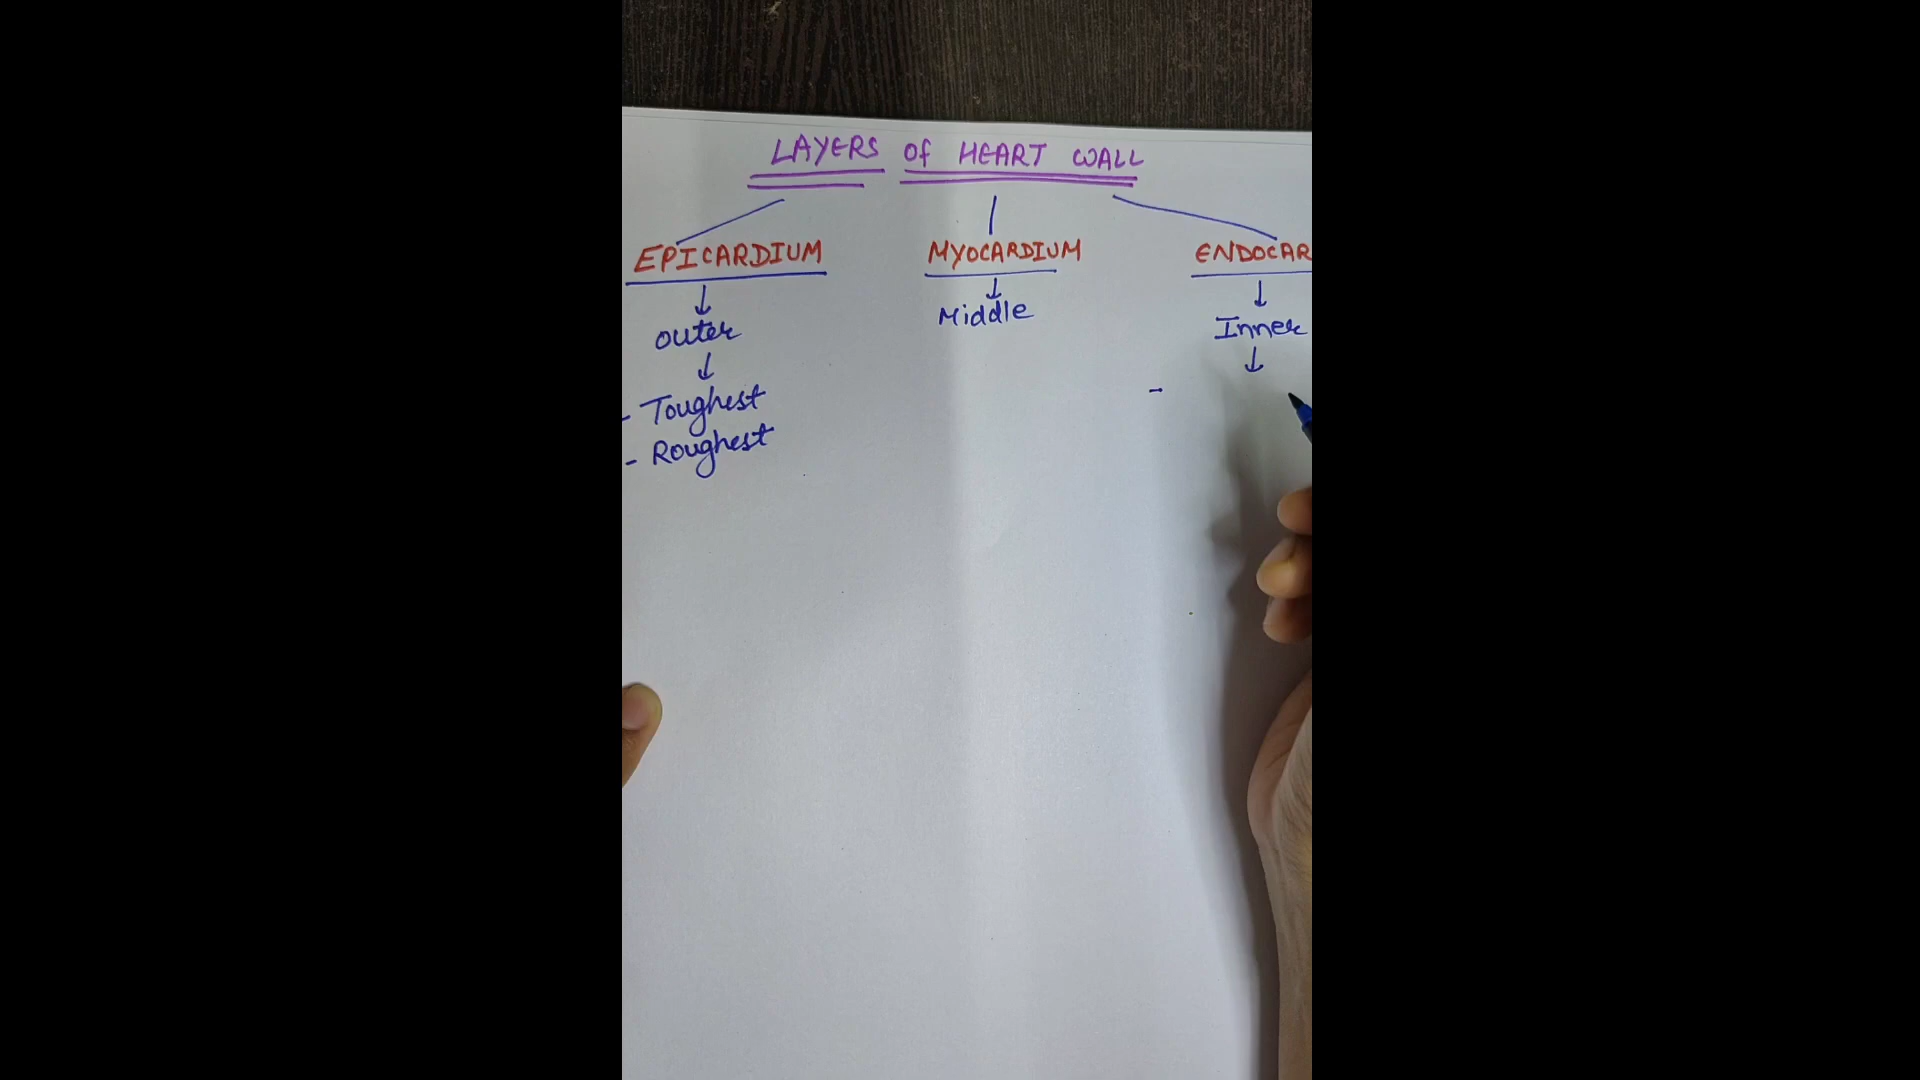 LAYERS Of HEART WALL
EPICARDIUM MYOCARDIUM ENDOCAR
Outer Middle Inner
- Toughest -
- Roughest